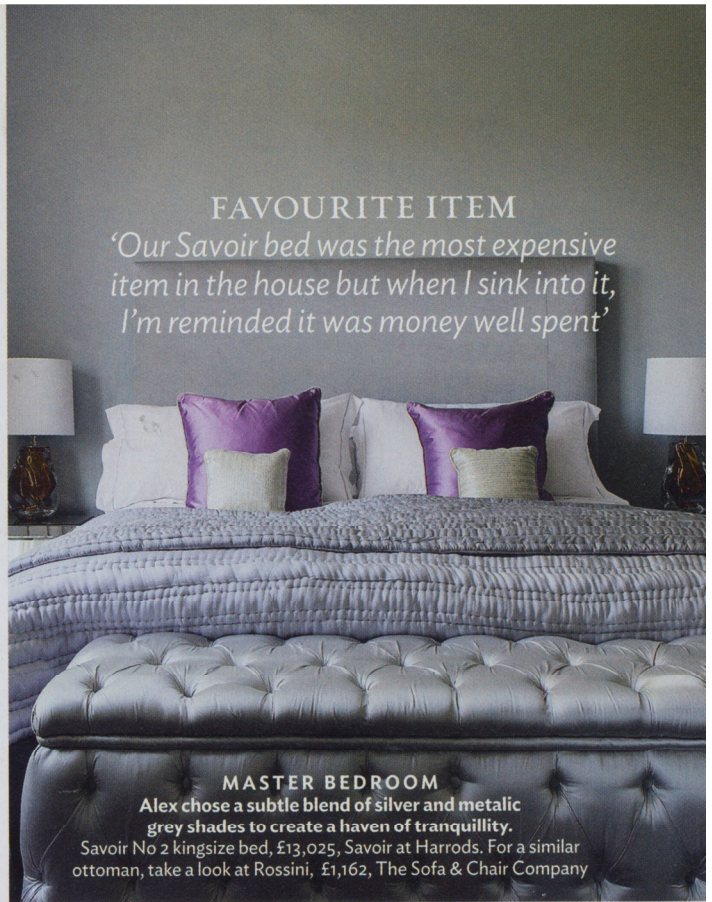 FAVOURITE ITEM
‘Our Savoir bed was the most expensive
item in the house but when I sink into it,
I’m reminded it was money well spent’
MASTER BEDROOM
Alex chose a subtle blend of silver and metalic
grey shades to create a haven of tranquillity.
Savoir No 2 kingsize bed, £13,025, Savoir at Harrods. For a similar
ottoman, take a look at Rossini, £1,162, The Sofa & Chair Company